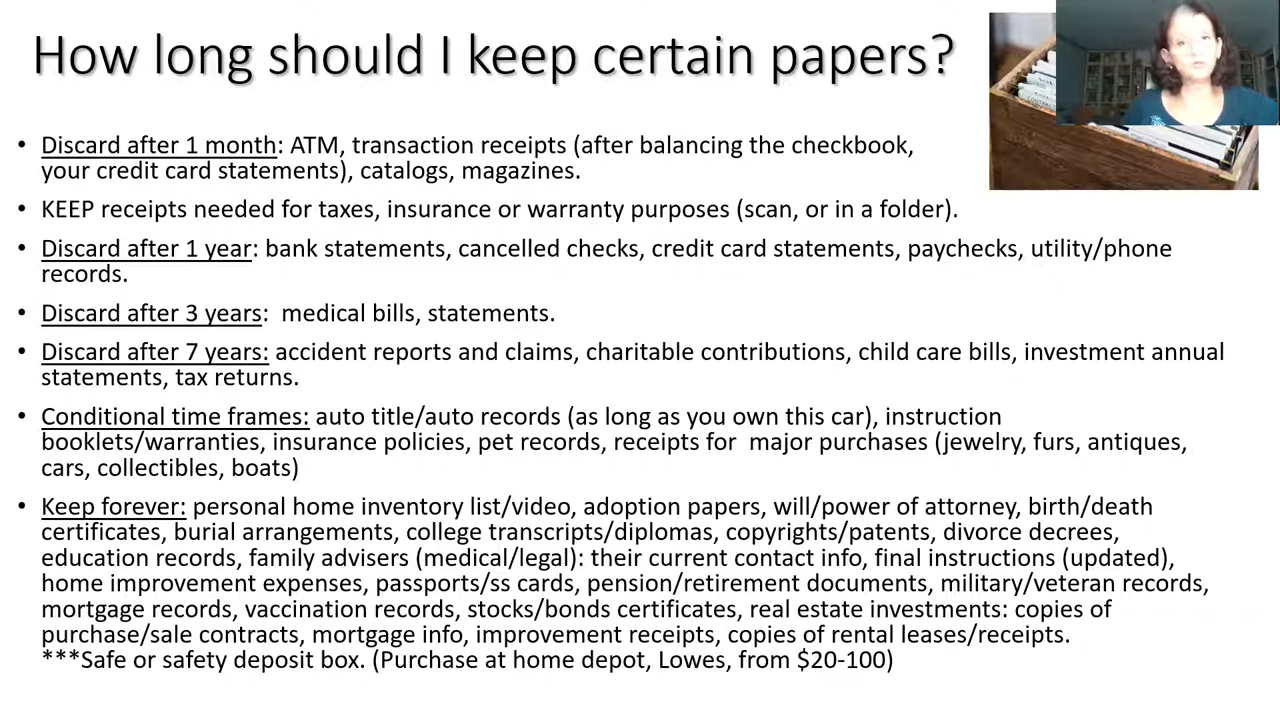 How long should I keep certain papers?
• Discard after 1 month: ATM, transaction receipts (after balancing the checkbook,
your credit card statements), catalogs, magazines.
• KEEP receipts needed for taxes, insurance or warranty purposes (scan, or in a folder).
• Discard after 1 year: bank statements, cancelled checks, credit card statements, paychecks, utility/phone
records.
• Discard after 3 years:  medical bills, statements.
• Discard after 7 years: accident reports and claims, charitable contributions, child care bills, investment annual
statements, tax returns.
• Conditional time frames: auto title/auto records (as long as you own this car), instruction
booklets/warranties, insurance policies, pet records, receipts for  major purchases (jewelry, furs, antiques,
cars, collectibles, boats)
• Keep forever: personal home inventory list/video, adoption papers, will/power of attorney, birth/death
certificates, burial arrangements, college transcripts/diplomas, copyrights/patents, divorce decrees,
education records, family advisers (medical/legal): their current contact info, final instructions (updated),
home improvement expenses, passports/ss cards, pension/retirement documents, military/veteran records,
mortgage records, vaccination records, stocks/bonds certificates, real estate investments: copies of
purchase/sale contracts, mortgage info, improvement receipts, copies of rental leases/receipts.
***Safe or safety deposit box. (Purchase at home depot, Lowes, from $20-100)